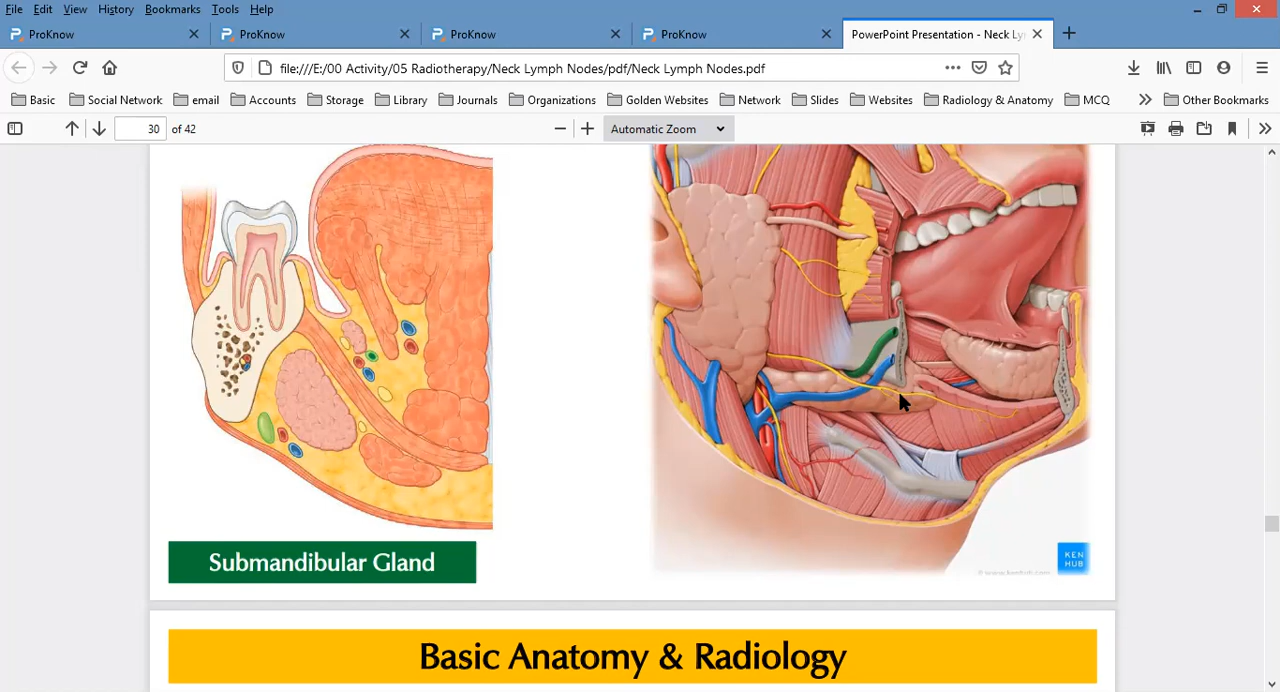 File Edit View History Bookmarks Tools Help
ProKnow ProKnow ProKnow ProKnow PowerPoint Presentation - Neck Ly
file:///E:/00 Activity/05 Radiotherapy/Neck Lymph Nodes/pdf/Neck Lymph Nodes.pdf
Basic Social Network email Accounts Storage Library Journals Organizations Golden Websites Network Slides Websites Radiology & Anatomy MCQ Other Bookmarks
30 of 42 Automatic Zoom
KEN
HUB
© www.kenhub.com
Submandibular Gland
Basic Anatomy & Radiology